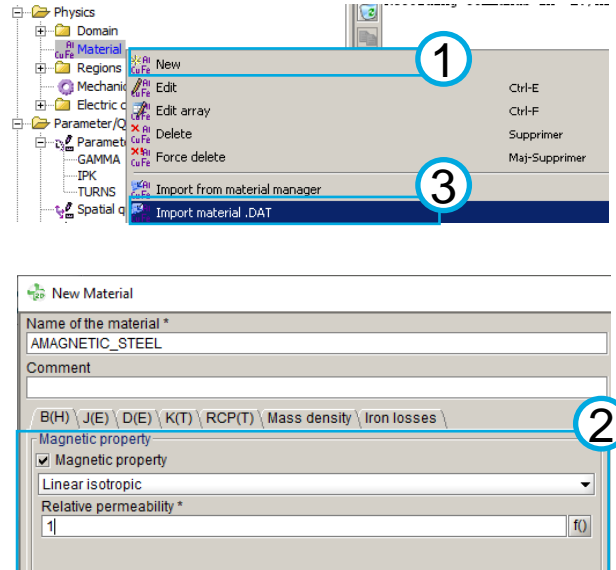 Physics
Domain
Material
Regions
Mechani
Electric c
Parameter/Q
Paramet
GAMMA
IPK
TURNS
Spatial q
New
1
Edit Ctrl-E
Edit array Ctrl-F
Delete Supprimer
Force delete Maj-Supprimer
Import from material manager
3
Import material .DAT
New Material
Name of the material *
AMAGNETIC_STEEL
Comment
B(H) J(E) D(E) K(T) RCP(T) Mass density Iron losses
2
Magnetic property
Magnetic property
Linear isotropic
Relative permeability *
1 f()